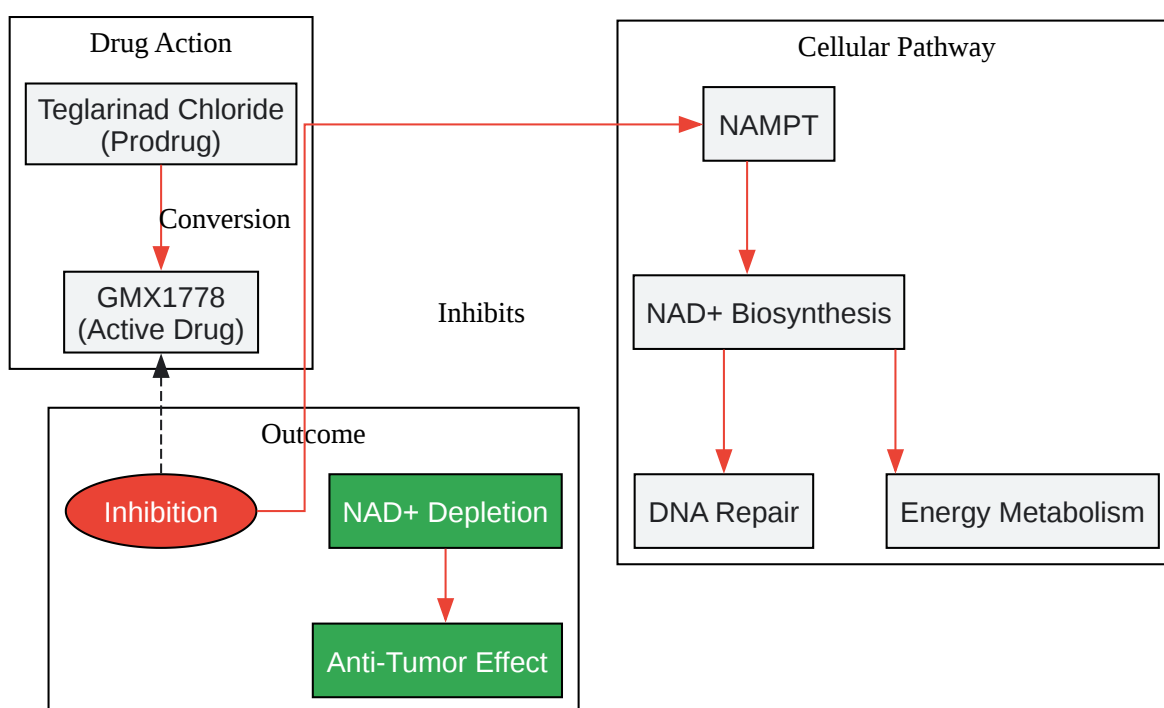 Drug Action
Teglarinad Chloride
(Prodrug)
Conversion
GMX1778
(Active Drug)
Inhibits
Cellular Pathway
NAMPT
NAD+ Biosynthesis
DNA Repair
Energy Metabolism
Outcome
Inhibition
NAD+ Depletion
Anti-Tumor Effect